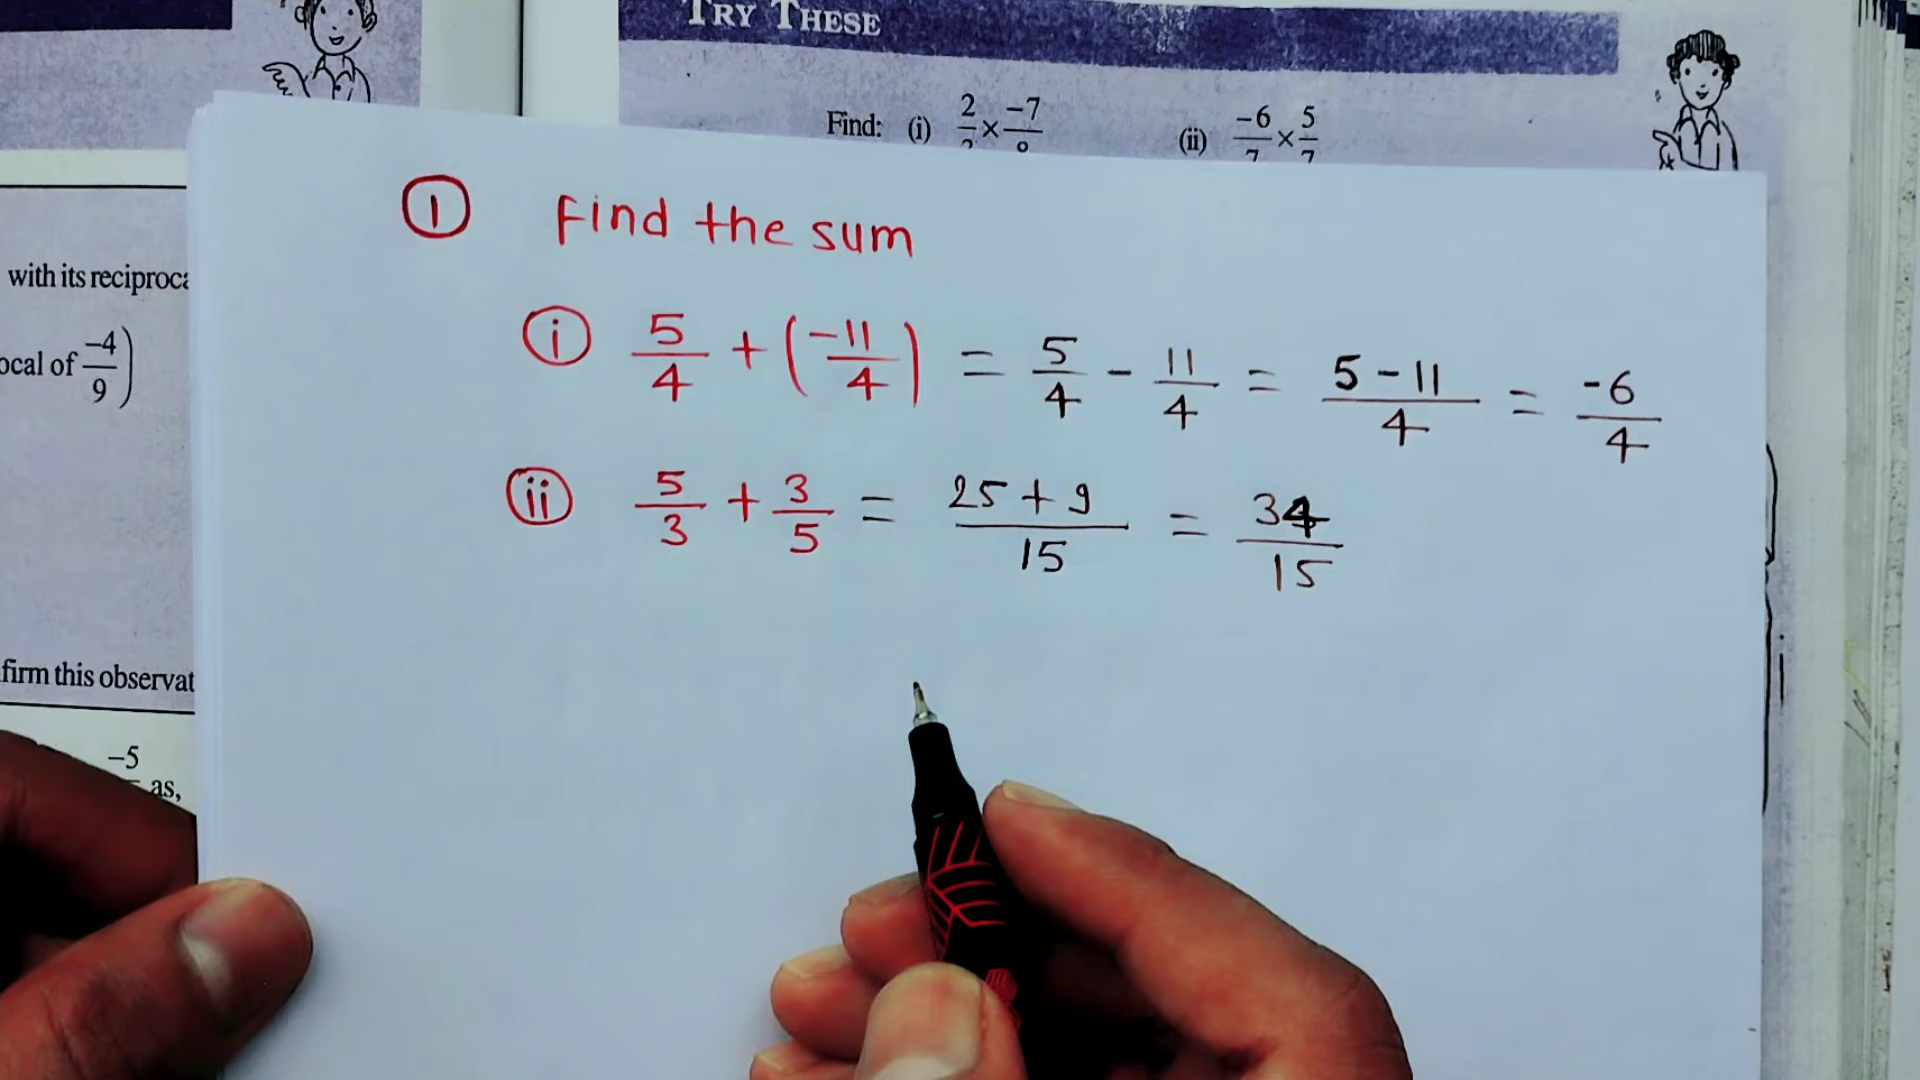 TRY THESE
Find: (i) 2/ × -7/ (ii) -6/7 × 5/7
with its reciproca
ocal of -4/9)
firm this observat
-5
as,
① Find the sum
ⓘ 5/4 + (-11/4) = 5/4 - 11/4 = 5-11/4 = -6/4
ⓘⓘ 5/3 + 3/5 = 25+9/15 = 34/15